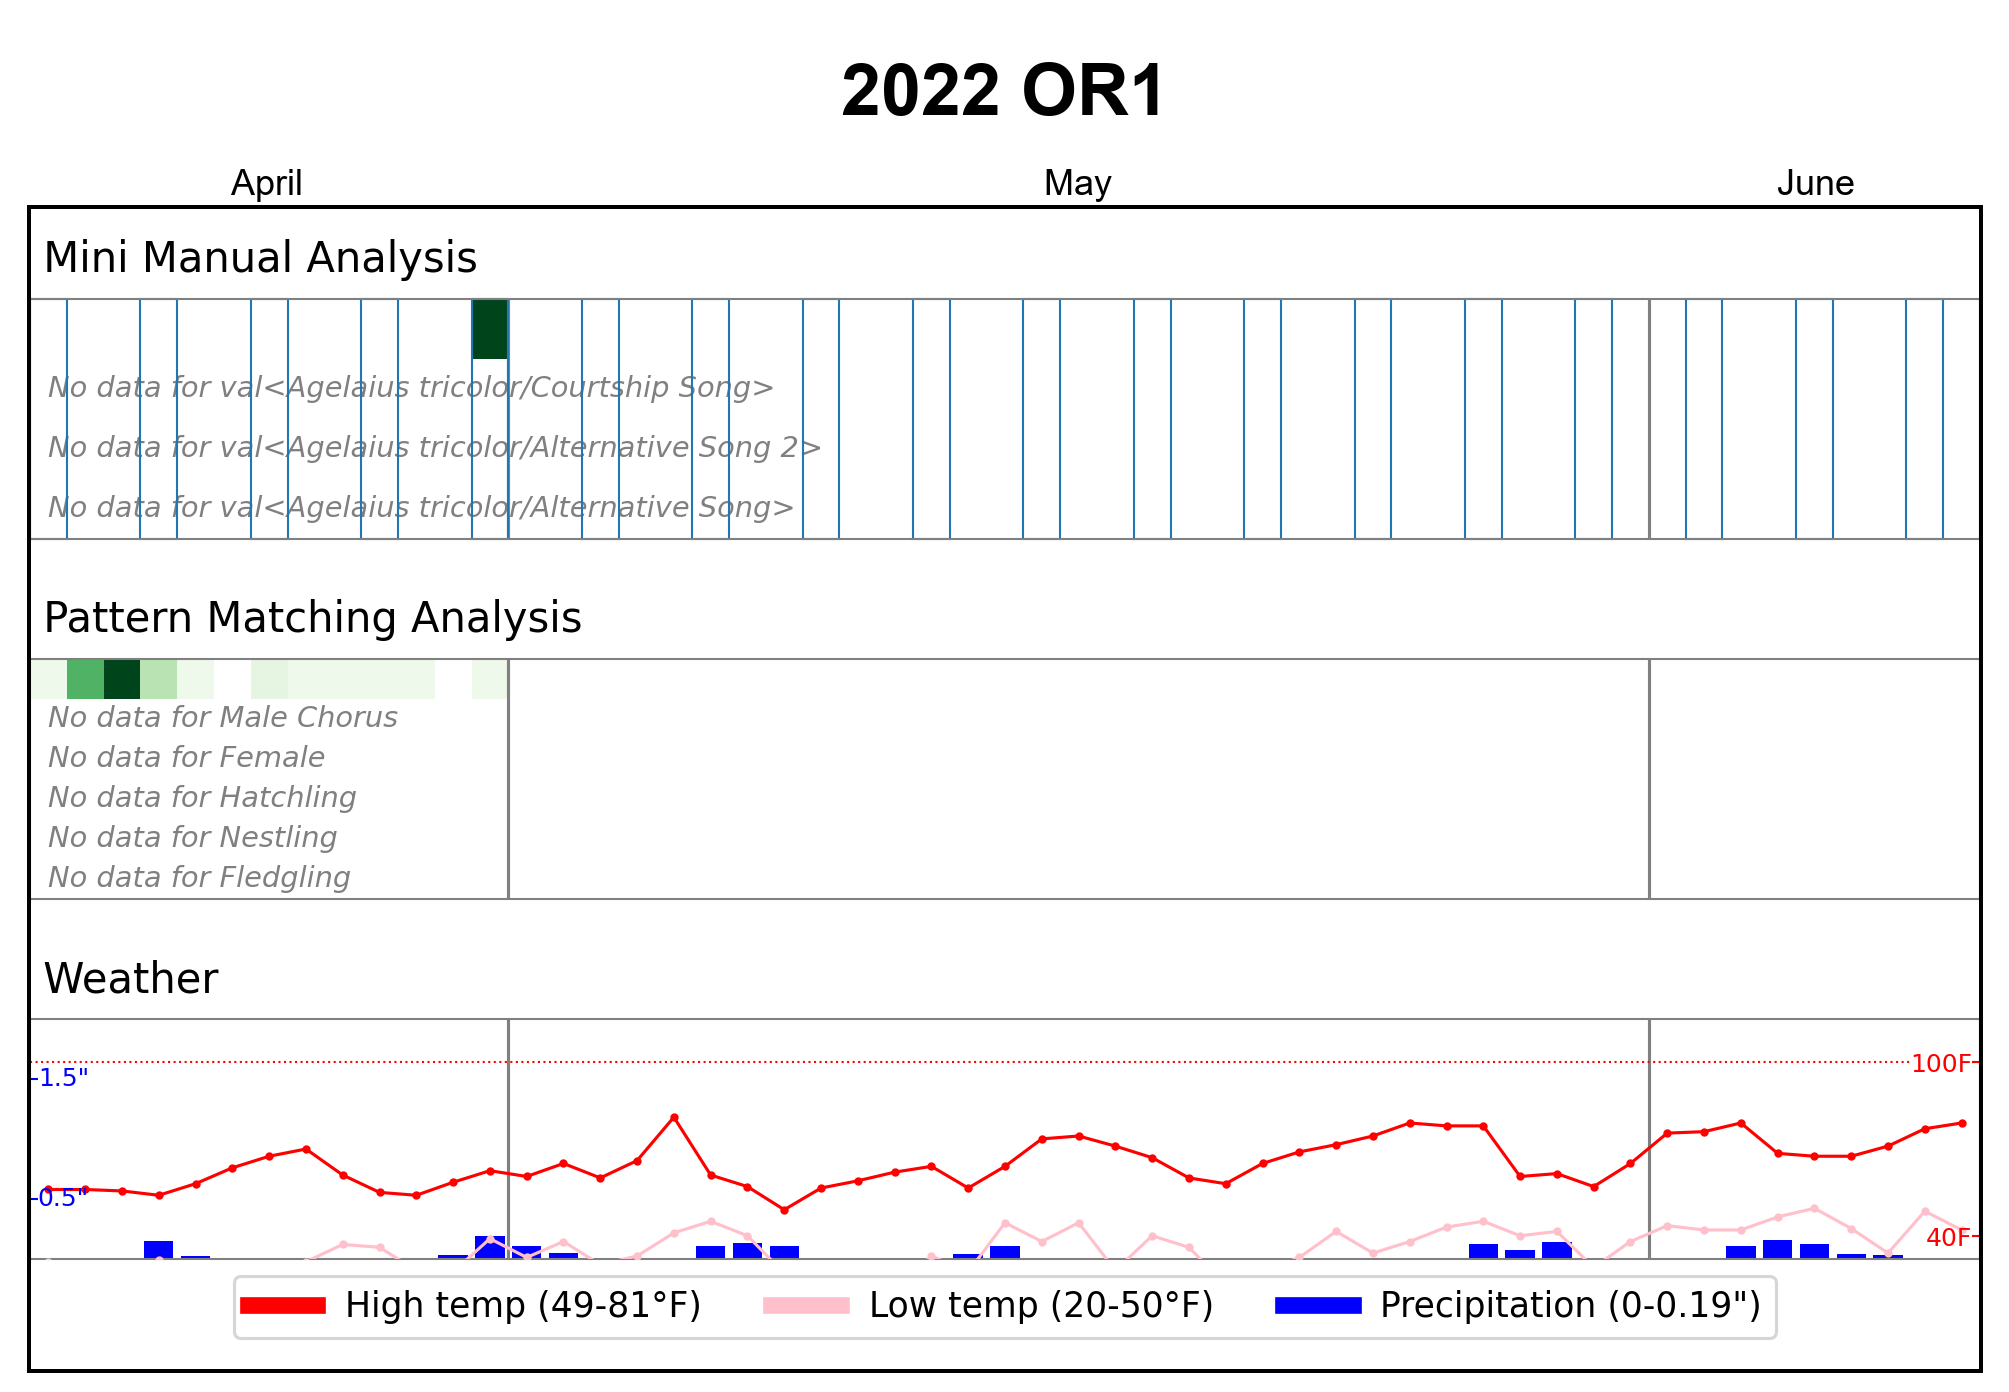 2022 OR1
April May June
Mini Manual Analysis
No data for val<Agelaius tricolor/Courtship Song>
No data for val<Agelaius tricolor/Alternative Song 2>
No data for val<Agelaius tricolor/Alternative Song>
Pattern Matching Analysis
No data for Male Chorus
No data for Female
No data for Hatchling
No data for Nestling
No data for Fledgling
Weather
100F
1.5"
0.5"
40F
High temp (49-81°F) Low temp (20-50°F) Precipitation (0-0.19")